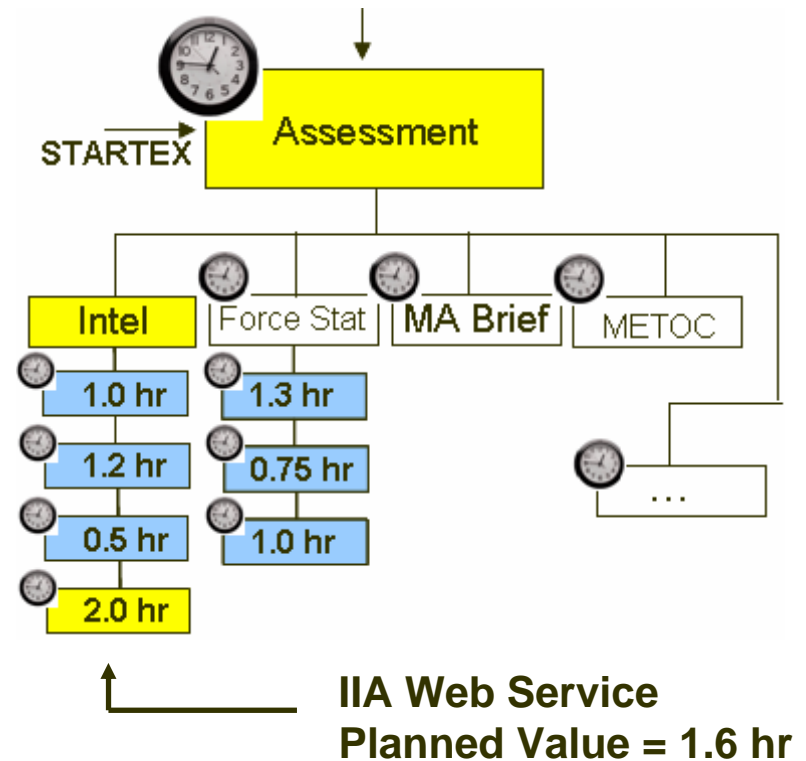 Assessment
STARTEX
Intel
Force Stat
MA Brief
METOC
1.0 hr
1.3 hr
1.2 hr
0.75 hr
0.5 hr
1.0 hr
2.0 hr
...
IIA Web Service
Planned Value = 1.6 hr